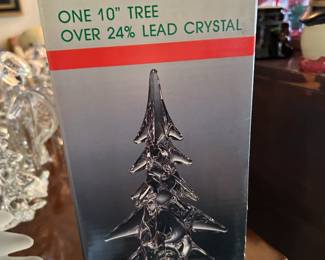 ONE 10" TREE
OVER 24% LEAD CRYSTAL